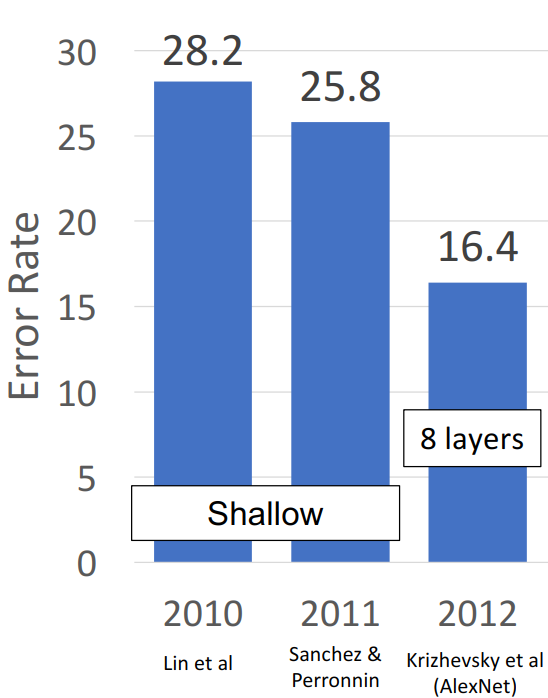 Error Rate
30
25
20
15
10
5
0
28.2
25.8
16.4
8 layers
Shallow
2010
2011
2012
Lin et al
Sanchez &
Perronnin
Krizhevsky et al
(AlexNet)